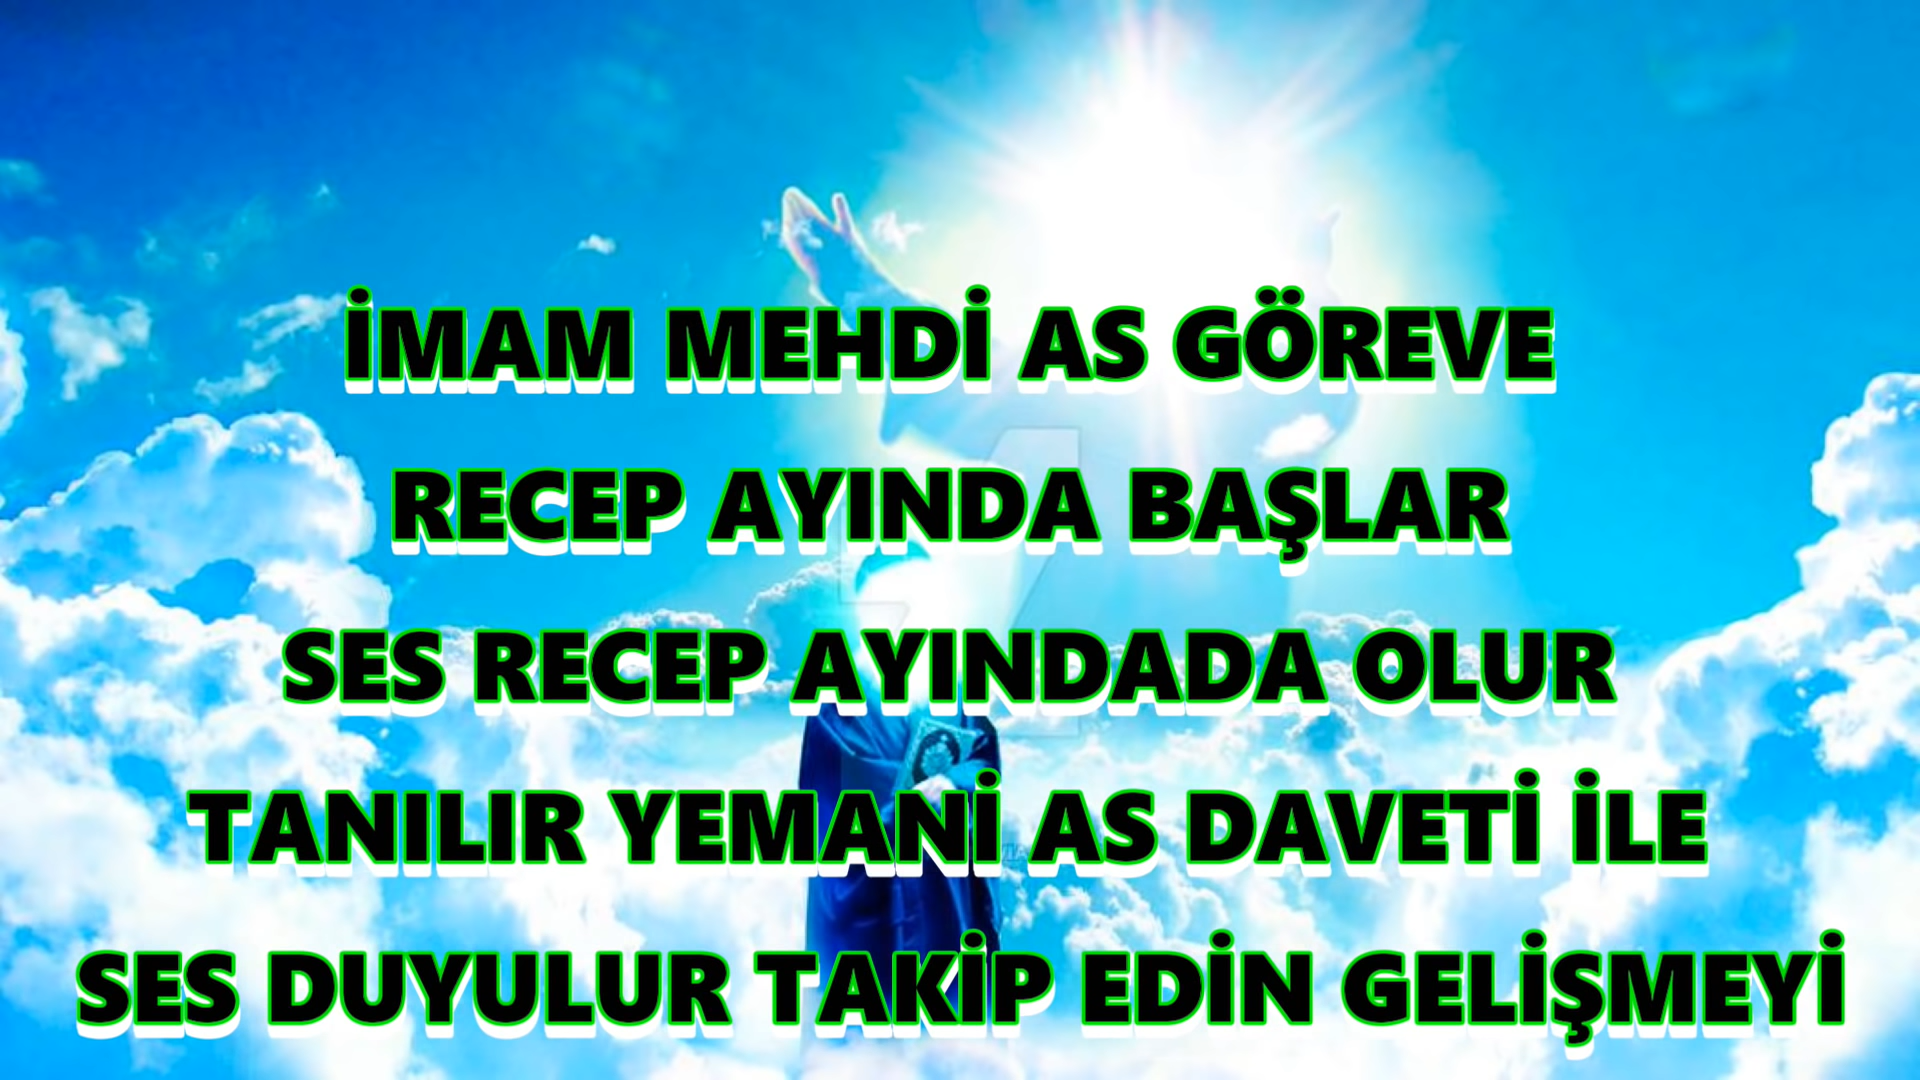 İMAM MEHDİ AS GÖREVE
RECEP AYINDA BAŞLAR
SES RECEP AYINDADA OLUR
TANILIR YEMANİ AS DAVETİ İLE
SES DUYULUR TAKİP EDİN GELİŞMEYİ